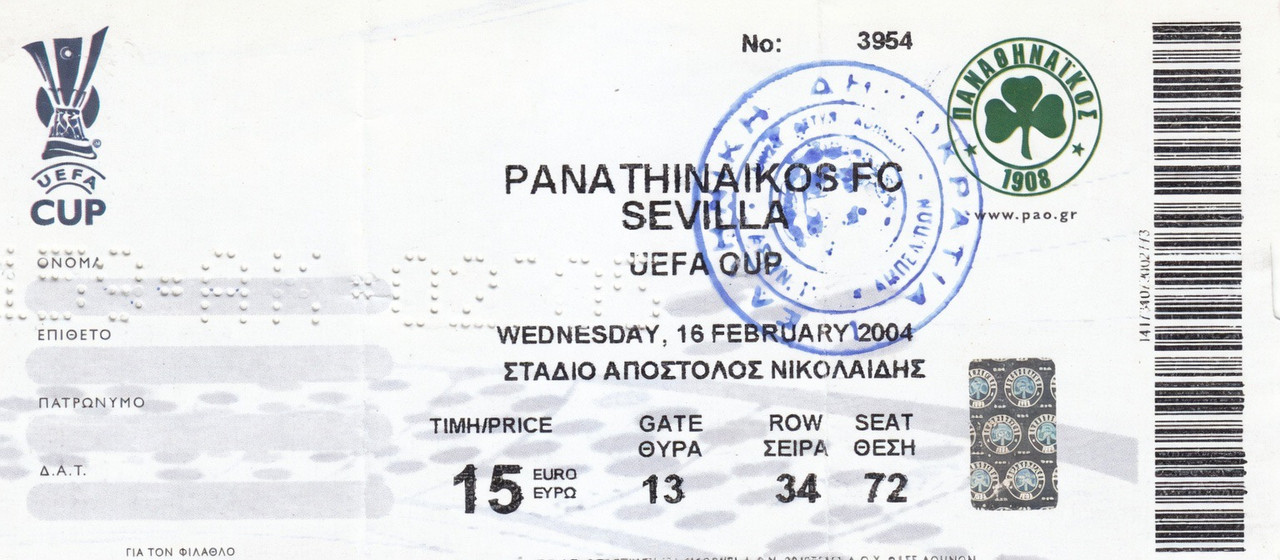 No: 3954
ΠΑΝΑΘΗΝΑΪΚΟΣ
1908
www.pao.gr
UEFA
CUP
PANATHINAIKOS FC
SEVILLA
UEFA CUP
WEDNESDAY, 16 FEBRUARY 2004
ΣΤΑΔΙΟ ΑΠΟΣΤΟΛΟΣ ΝΙΚΟΛΑΙΔΗΣ
ΟΝΟΜΑ
ΕΠΙΘΕΤΟ
ΠΑΤΡΩΝΥΜΟ
Δ.Α.Τ.
ΓΙΑ ΤΟΝ ΦΙΛΑΘΛΟ
ΤΙΜΗ/PRICE GATE ROW SEAT
ΘΥΡΑ ΣΕΙΡΑ ΘΕΣΗ
15 EURO ΕΥΡΩ 13 34 72